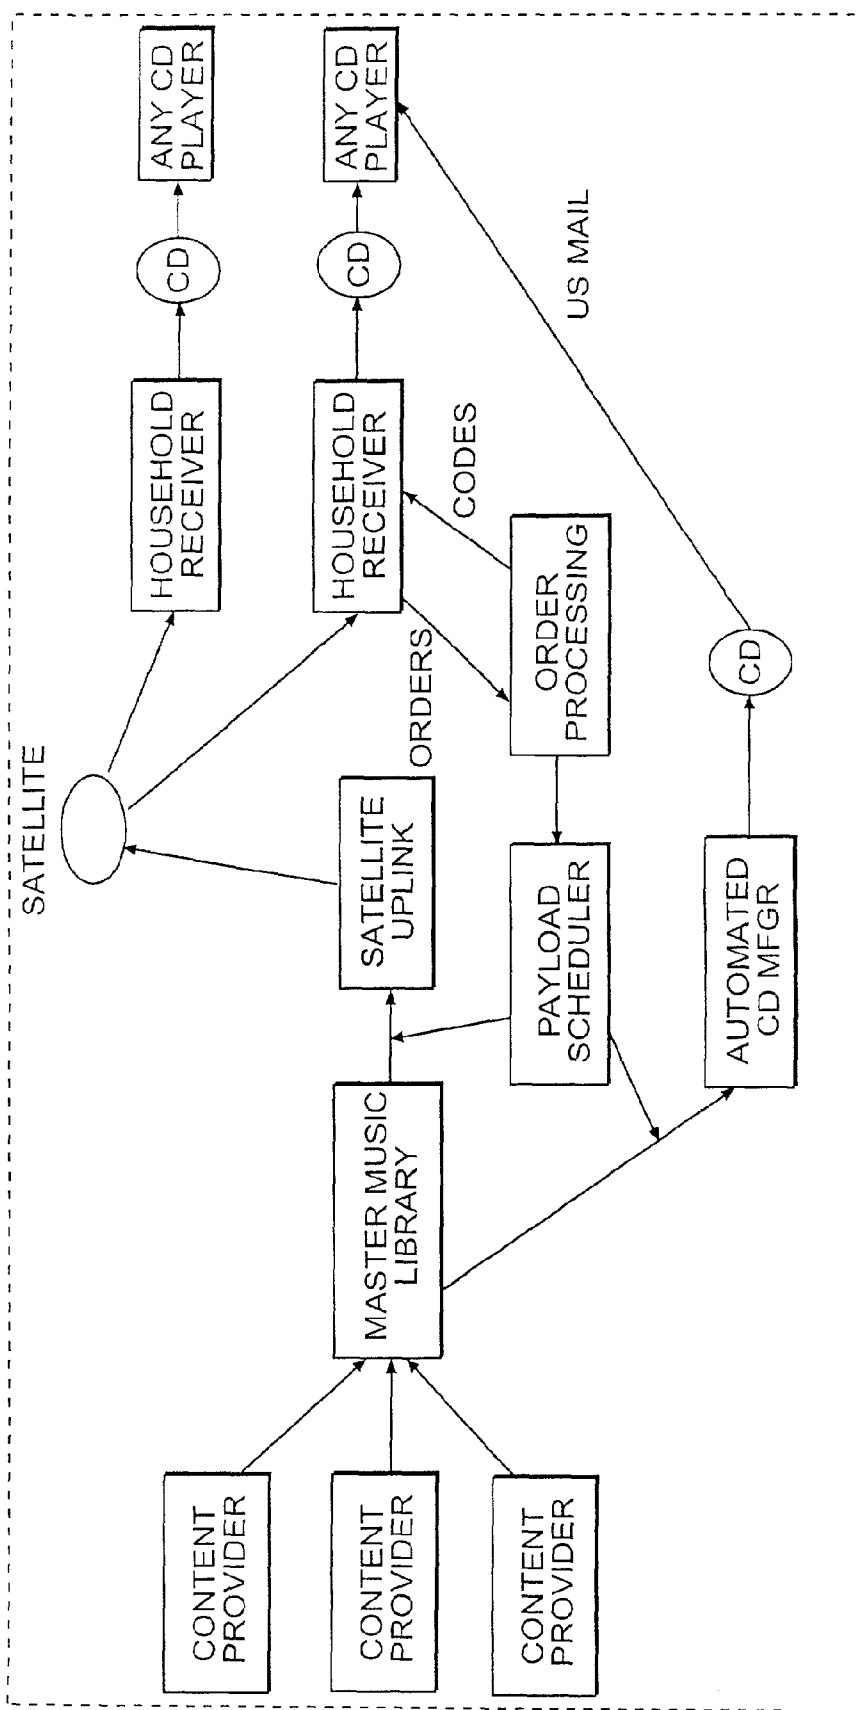 SATELLITE
CONTENT
PROVIDER
CONTENT
PROVIDER
CONTENT
PROVIDER
MASTER MUSIC
LIBRARY
SATELLITE
UPLINK
ORDERS
PAYLOAD
SCHEDULER
AUTOMATED
CD MFGR
ORDER
PROCESSING
CODES
CD
US MAIL
HOUSEHOLD
RECEIVER
HOUSEHOLD
RECEIVER
CD
CD
ANY CD
PLAYER
ANY CD
PLAYER